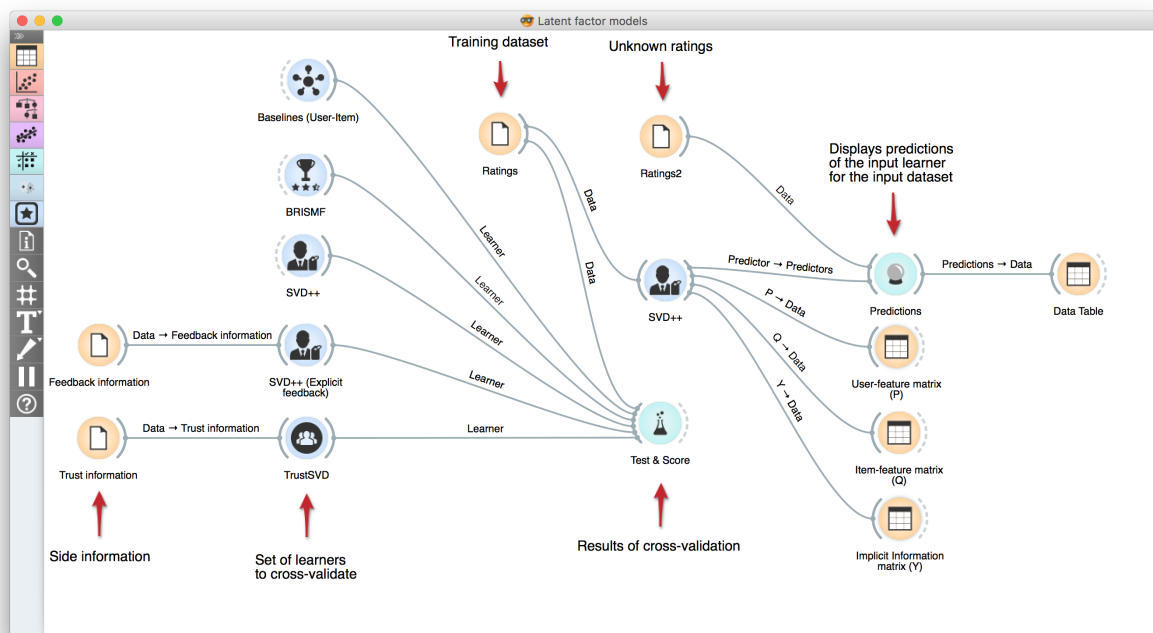 Latent factor models
Training dataset
Unknown ratings
Baselines (User-Item)
Ratings
Ratings2
Displays predictions
of the input learner
for the input dataset
BRISMF
Data
Data
Learner
Data
SVD++
Learner
SVD++
Predictor → Predictors
Predictions
Predictions → Data
Data Table
P → Data
Feedback information
Data → Feedback information
SVD++ (Explicit
feedback)
Learner
Learner
Q → Data
User-feature matrix
(P)
Y → Data
Trust information
Data → Trust information
TrustSVD
Learner
Test & Score
Item-feature matrix
(Q)
Side information
Set of learners
to cross-validate
Results of cross-validation
Implicit Information
matrix (Y)